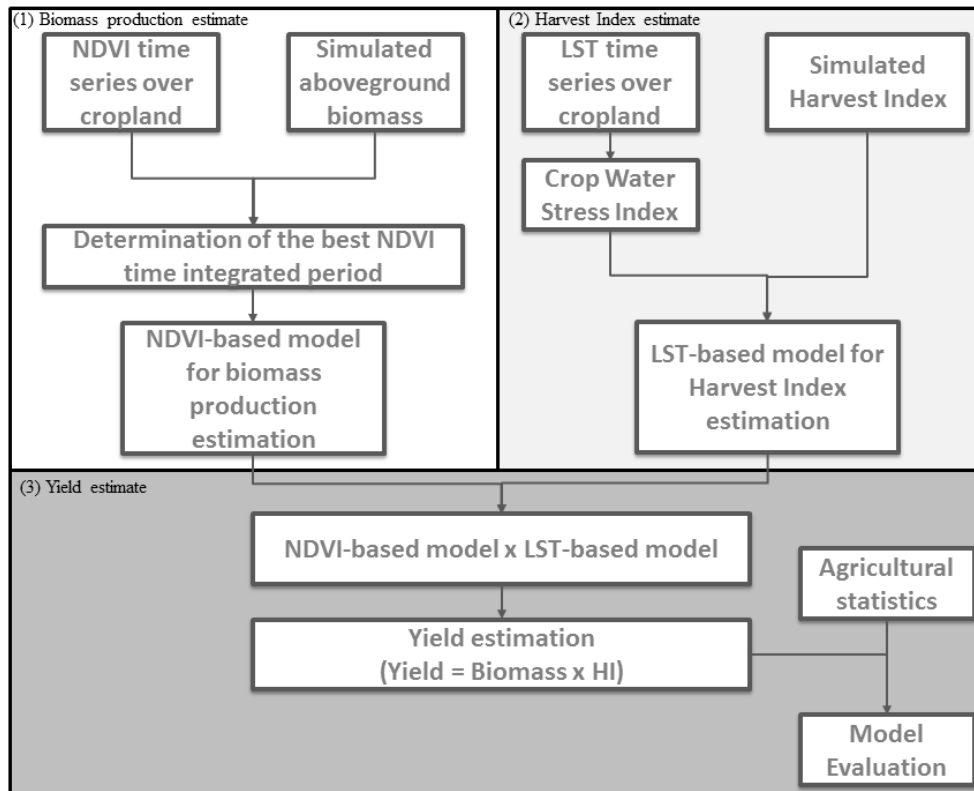 (1) Biomass production estimate
NDVI time
series over
cropland
Simulated
aboveground
biomass
Determination of the best NDVI
time integrated period
NDVI-based model
for biomass
production
estimation
(2) Harvest Index estimate
LST time
series over
cropland
Simulated
Harvest Index
Crop Water
Stress Index
LST-based model for
Harvest Index
estimation
(3) Yield estimate
NDVI-based model x LST-based model
Yield estimation
(Yield = Biomass x HI)
Agricultural
statistics
Model
Evaluation